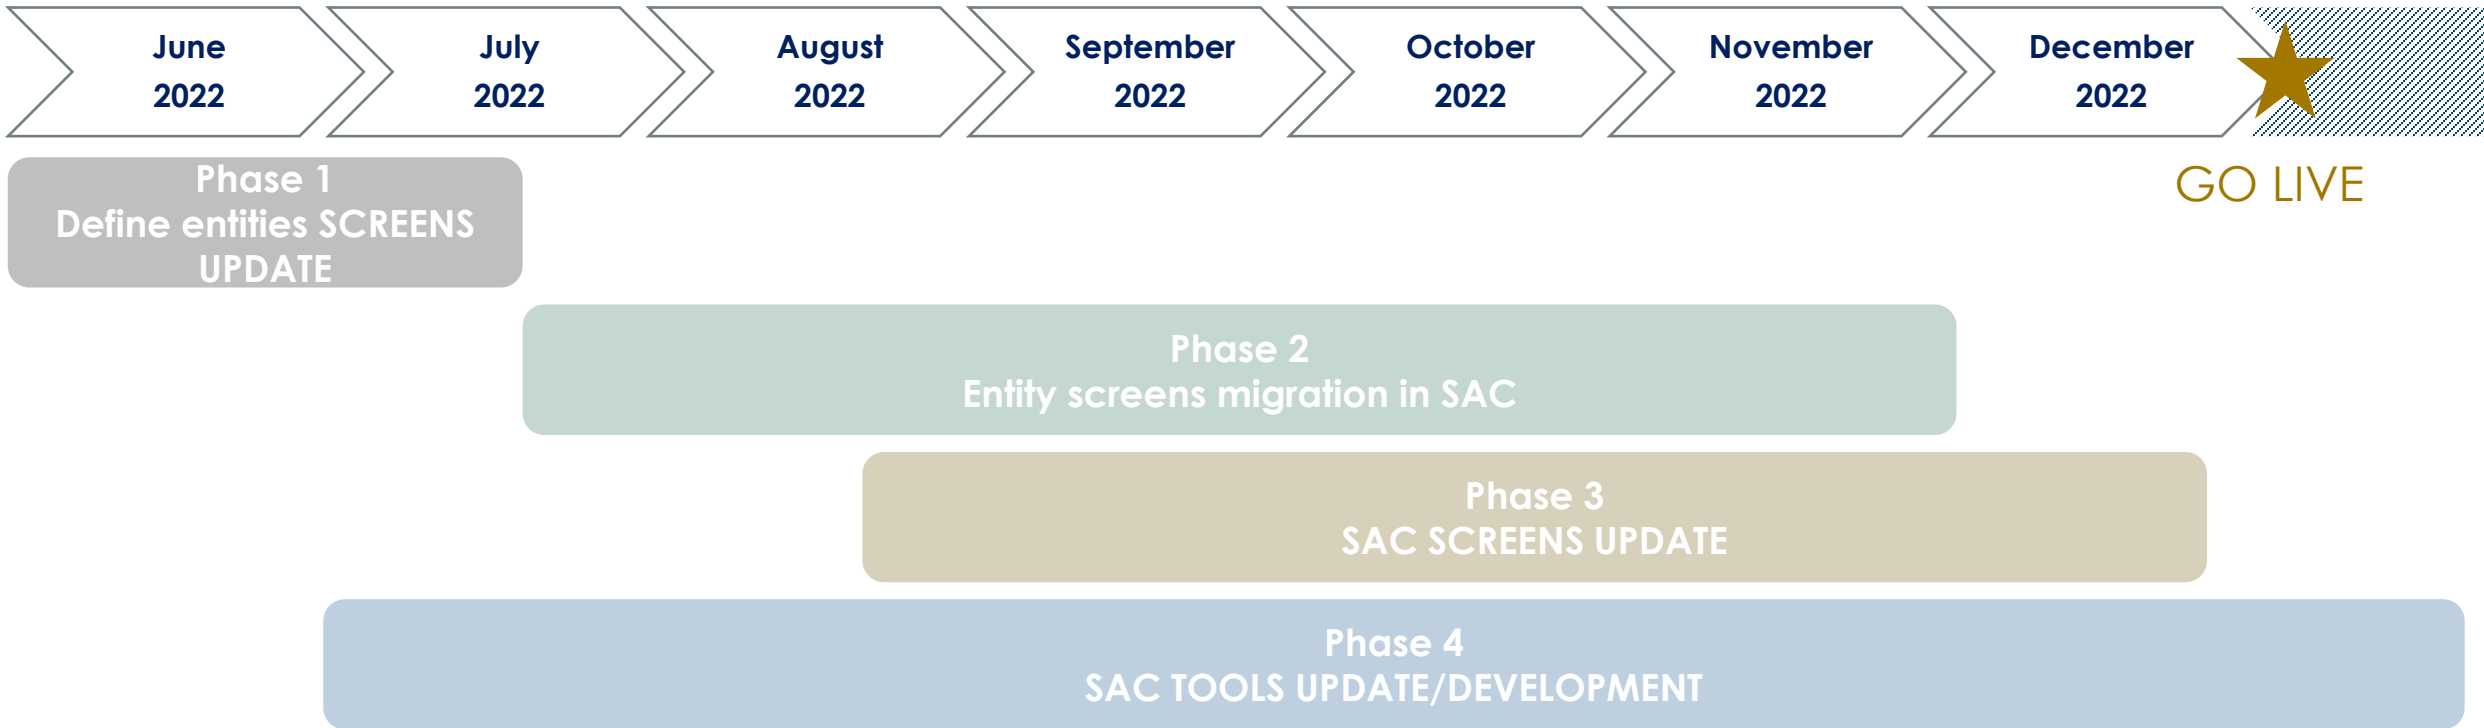 June
2022
July
2022
August
2022
September
2022
October
2022
November
2022
December
2022
GO LIVE
Phase 1
Define entities SCREENS
UPDATE
Phase 2
Entity screens migration in SAC
Phase 3
SAC SCREENS UPDATE
Phase 4
SAC TOOLS UPDATE/DEVELOPMENT